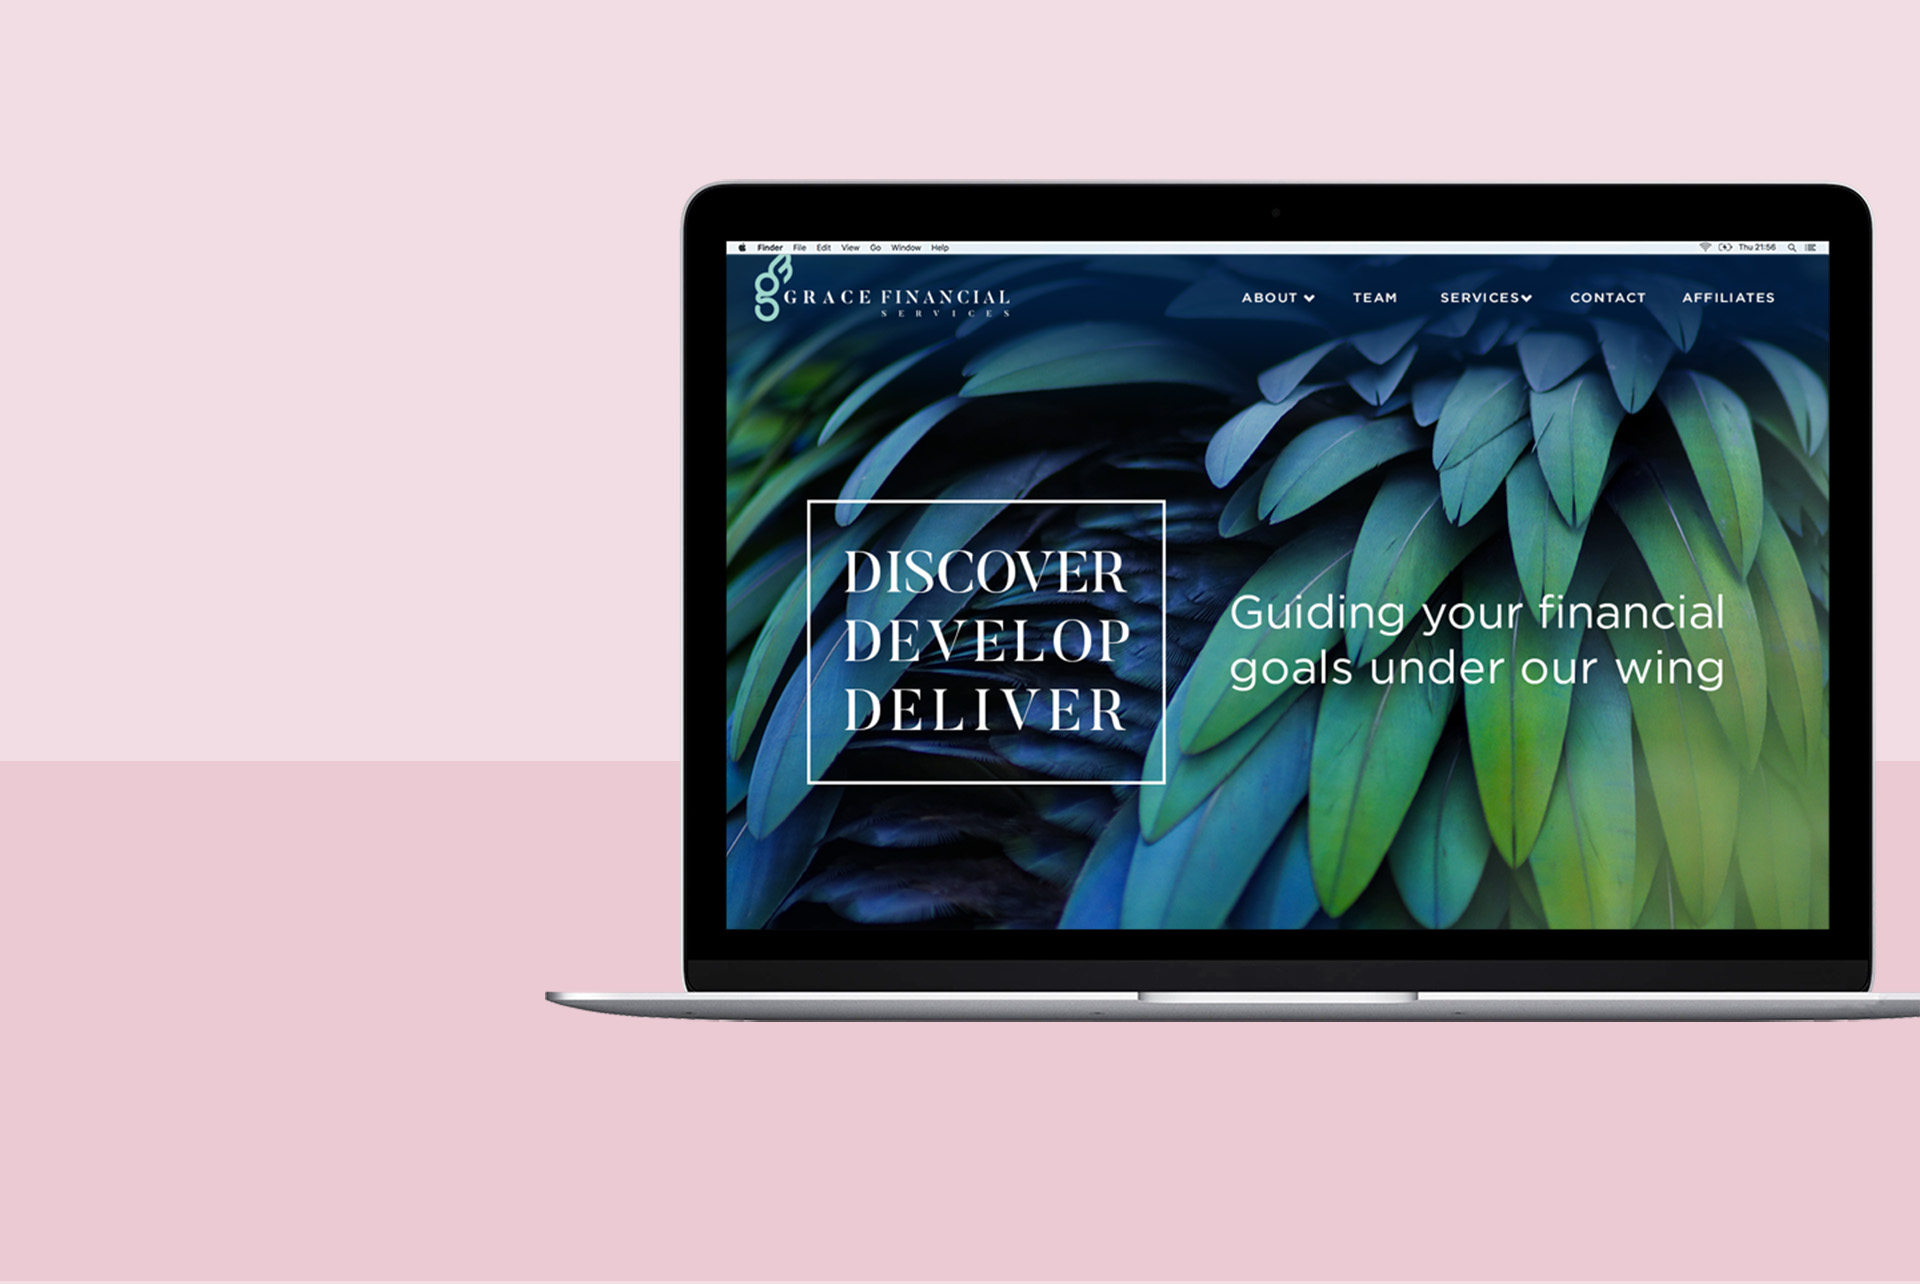 Finder File Edit View Go Window Help Thu 21:56
gf
GRACE FINANCIAL
SERVICES
ABOUT TEAM SERVICES CONTACT AFFILIATES
DISCOVER
DEVELOP
DELIVER
Guiding your financial
goals under our wing